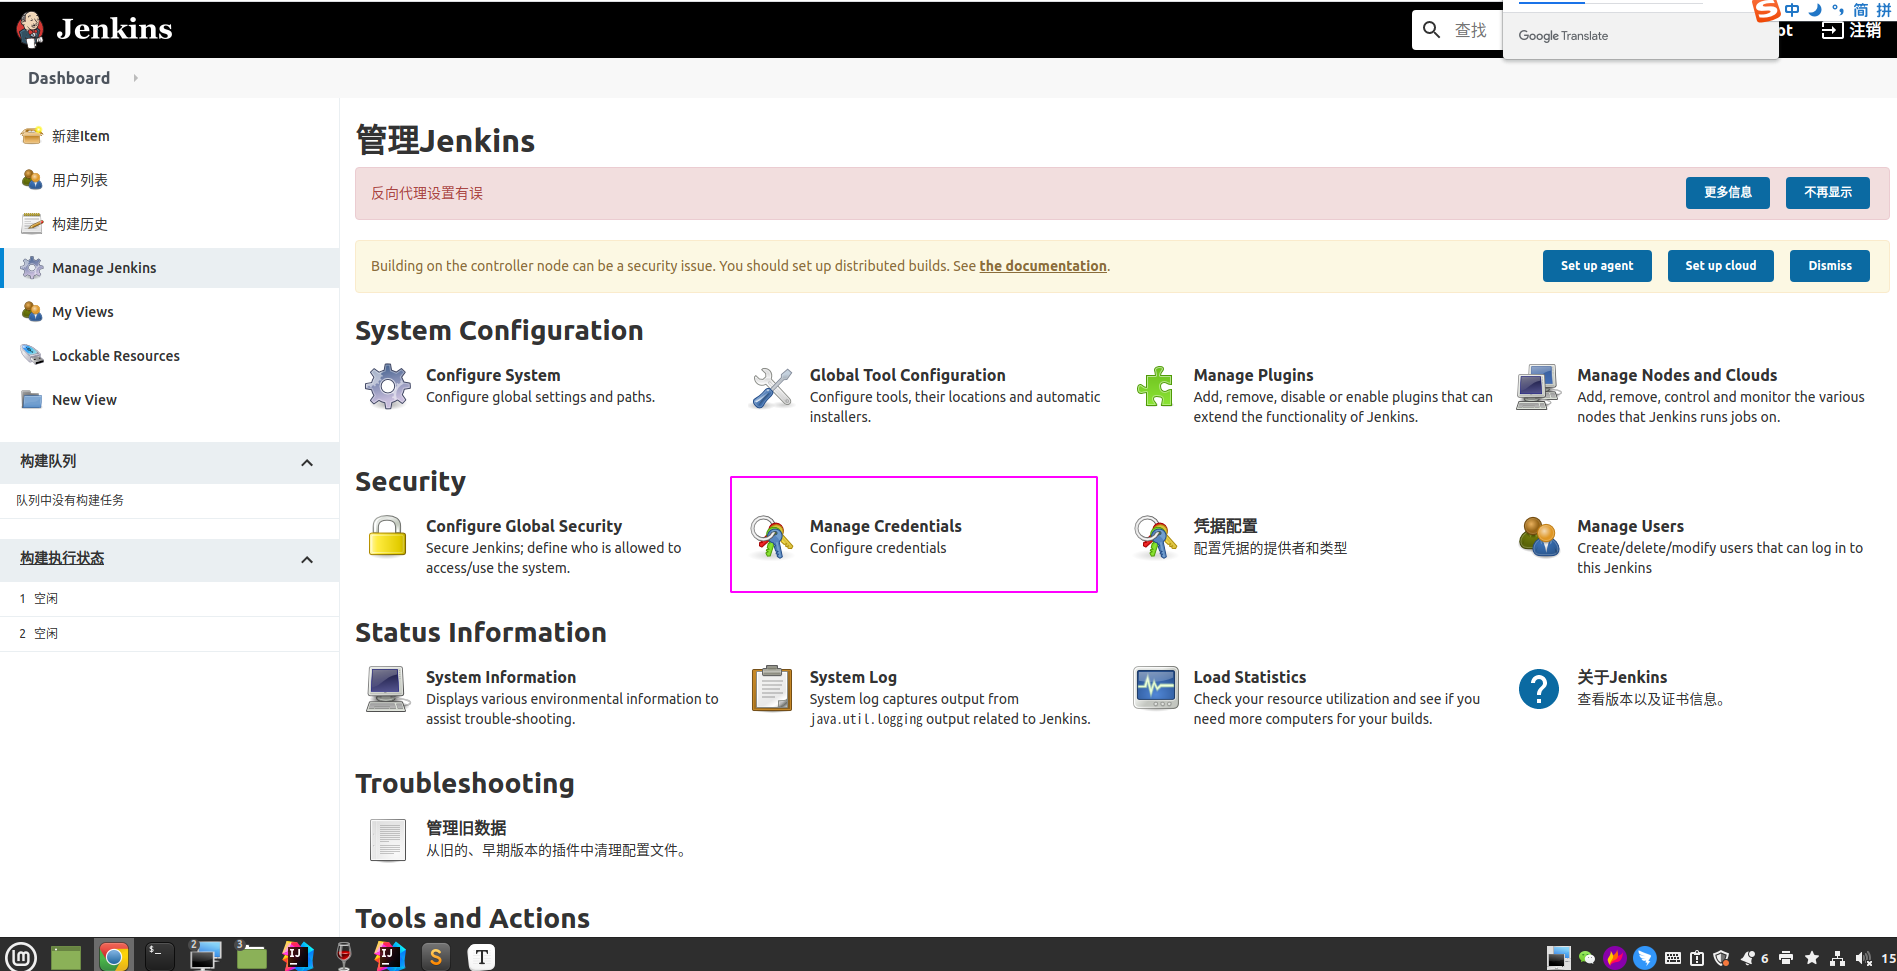 Jenkins
查找
Google Translate
中 简 拼
ot
注销
Dashboard
新建Item
用户列表
构建历史
Manage Jenkins
My Views
Lockable Resources
New View
构建队列
队列中没有构建任务
构建执行状态
1 空闲
2 空闲
管理Jenkins
反向代理设置有误
更多信息
不再显示
Building on the controller node can be a security issue. You should set up distributed builds. See the documentation.
Set up agent
Set up cloud
Dismiss
System Configuration
Configure System
Configure global settings and paths.
Global Tool Configuration
Configure tools, their locations and automatic
installers.
Manage Plugins
Add, remove, disable or enable plugins that can
extend the functionality of Jenkins.
Manage Nodes and Clouds
Add, remove, control and monitor the various
nodes that Jenkins runs jobs on.
Security
Configure Global Security
Secure Jenkins; define who is allowed to
access/use the system.
Manage Credentials
Configure credentials
凭据配置
配置凭据的提供者和类型
Manage Users
Create/delete/modify users that can log in to
this Jenkins
Status Information
System Information
Displays various environmental information to
assist trouble-shooting.
System Log
System log captures output from
java.util.logging output related to Jenkins.
Load Statistics
Check your resource utilization and see if you
need more computers for your builds.
关于Jenkins
查看版本以及证书信息。
Troubleshooting
管理旧数据
从旧的、早期版本的插件中清理配置文件。
Tools and Actions
2
3
IJ
IJ
S
T
6
15